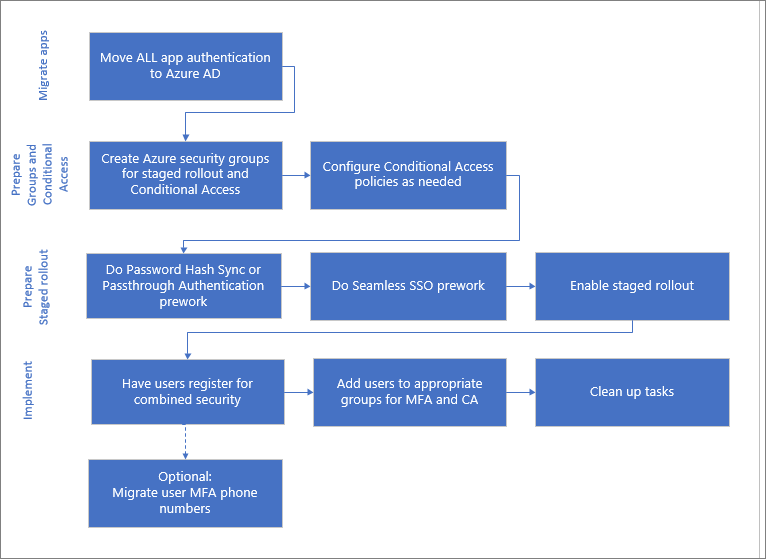 Migrate apps
Move ALL app authentication
to Azure AD
Prepare
Groups and
Conditional
Access
Create Azure security groups
for staged rollout and
Conditional Access
Configure Conditional Access
policies as needed
Prepare
Staged rollout
Do Password Hash Sync or
Passthrough Authentication
prework
Do Seamless SSO prework
Enable staged rollout
Implement
Have users register for
combined security
Add users to appropriate
groups for MFA and CA
Clean up tasks
Optional:
Migrate user MFA phone
numbers